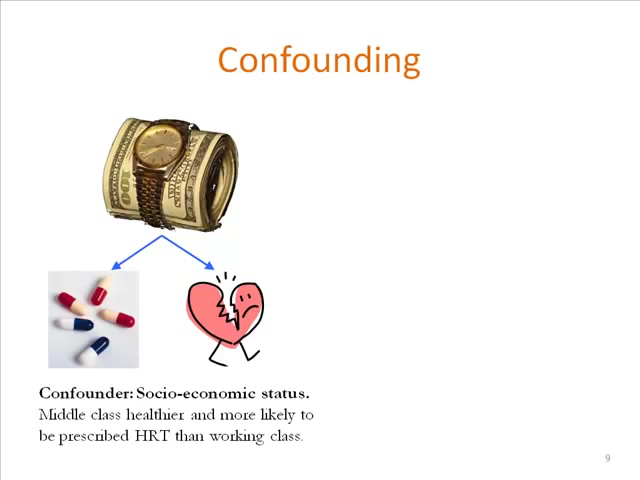 Confounding
100
Confounder: Socio-economic status.
Middle class healthier and more likely to
be prescribed HRT than working class.
9